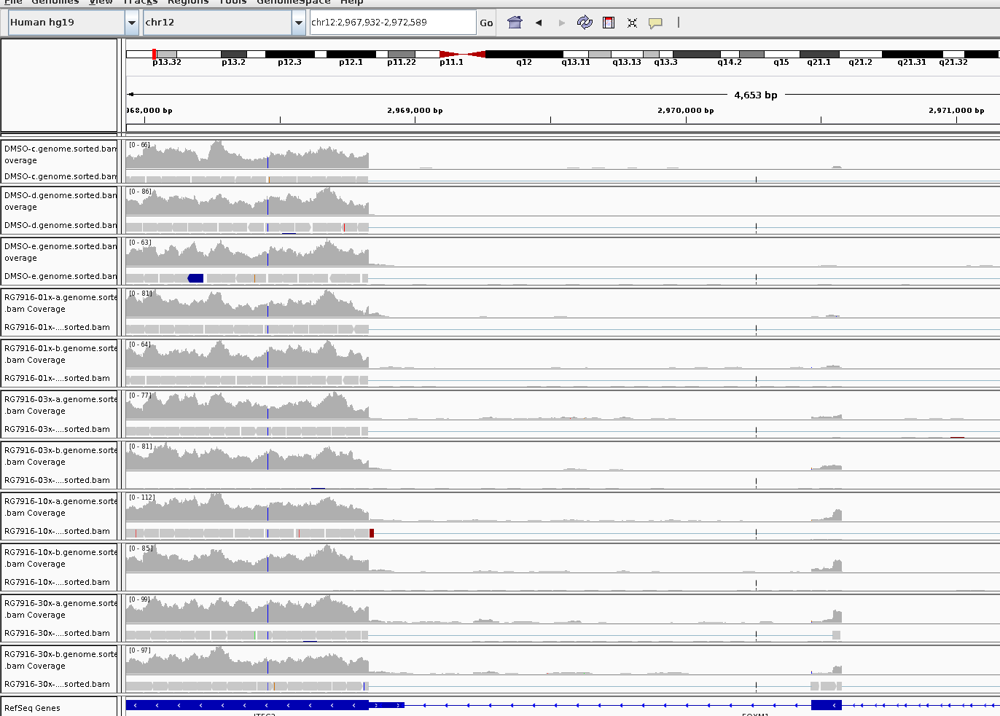 File Genomes View Tracks Regions Tools GenomeSpace Help
Human hg19 chr12 chr12:2,967,932-2,972,589 Go
p13.32 p13.2 p12.3 p12.1 p11.22 p11.1 q12 q13.11 q13.13 q13.3 q14.2 q15 q21.1 q21.2 q21.31 q21.32
4,653 bp
968,000 bp 2,969,000 bp 2,970,000 bp 2,971,000 bp
DMSO-c.genome.sorted.bam
overage
[0 - 66]
DMSO-c.genome.sorted.bam
DMSO-d.genome.sorted.bam
overage
[0 - 86]
DMSO-d.genome.sorted.bam
DMSO-e.genome.sorted.bam
overage
[0 - 63]
DMSO-e.genome.sorted.bam
RG7916-01x-a.genome.sorte
.bam Coverage
[0 - 81]
RG7916-01x-....sorted.bam
RG7916-01x-b.genome.sorte
.bam Coverage
[0 - 64]
RG7916-01x-....sorted.bam
RG7916-03x-a.genome.sorte
.bam Coverage
[0 - 77]
RG7916-03x-....sorted.bam
RG7916-03x-b.genome.sorte
.bam Coverage
[0 - 81]
RG7916-03x-....sorted.bam
RG7916-10x-a.genome.sorte
.bam Coverage
[0 - 112]
RG7916-10x-....sorted.bam
RG7916-10x-b.genome.sorte
.bam Coverage
[0 - 85]
RG7916-10x-....sorted.bam
RG7916-30x-a.genome.sorte
.bam Coverage
[0 - 99]
RG7916-30x-....sorted.bam
RG7916-30x-b.genome.sorte
.bam Coverage
[0 - 97]
RG7916-30x-....sorted.bam
RefSeq Genes
FOXM1